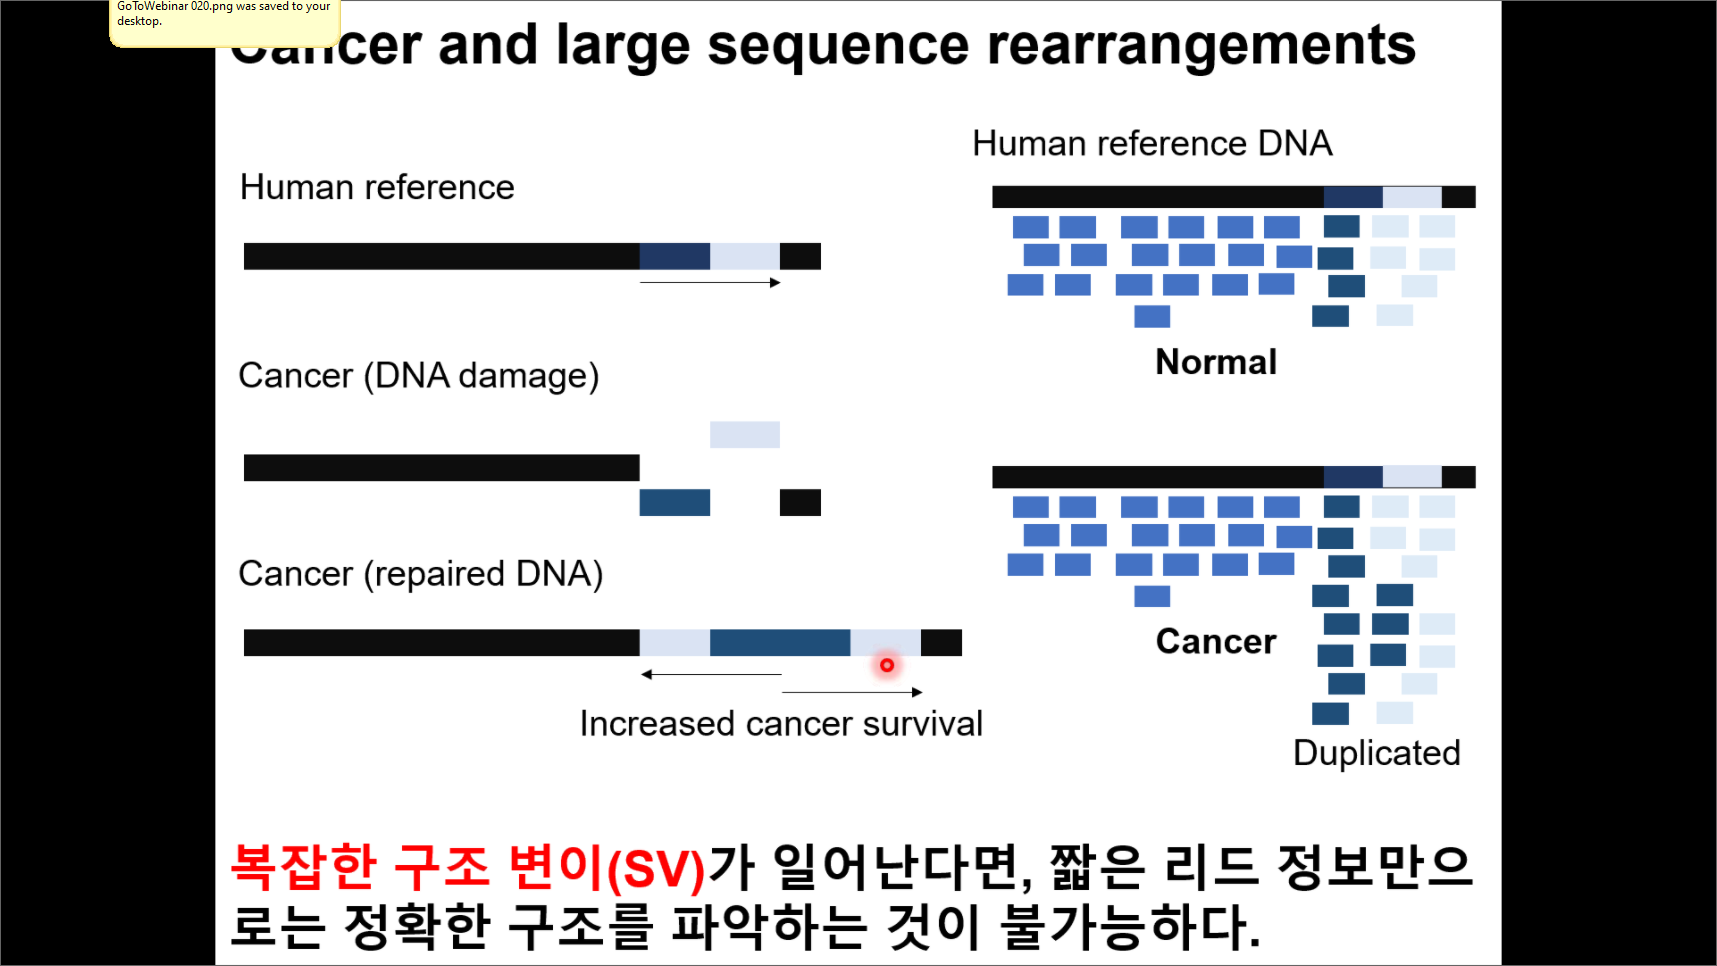 GoToWebinar 020.png was saved to your
desktop.
Cancer and large sequence rearrangements
Human reference DNA
Human reference
Normal
Cancer (DNA damage)
Cancer (repaired DNA)
Cancer
Increased cancer survival
Duplicated
복잡한 구조 변이(SV)가 일어난다면, 짧은 리드 정보만으
로는 정확한 구조를 파악하는 것이 불가능하다.